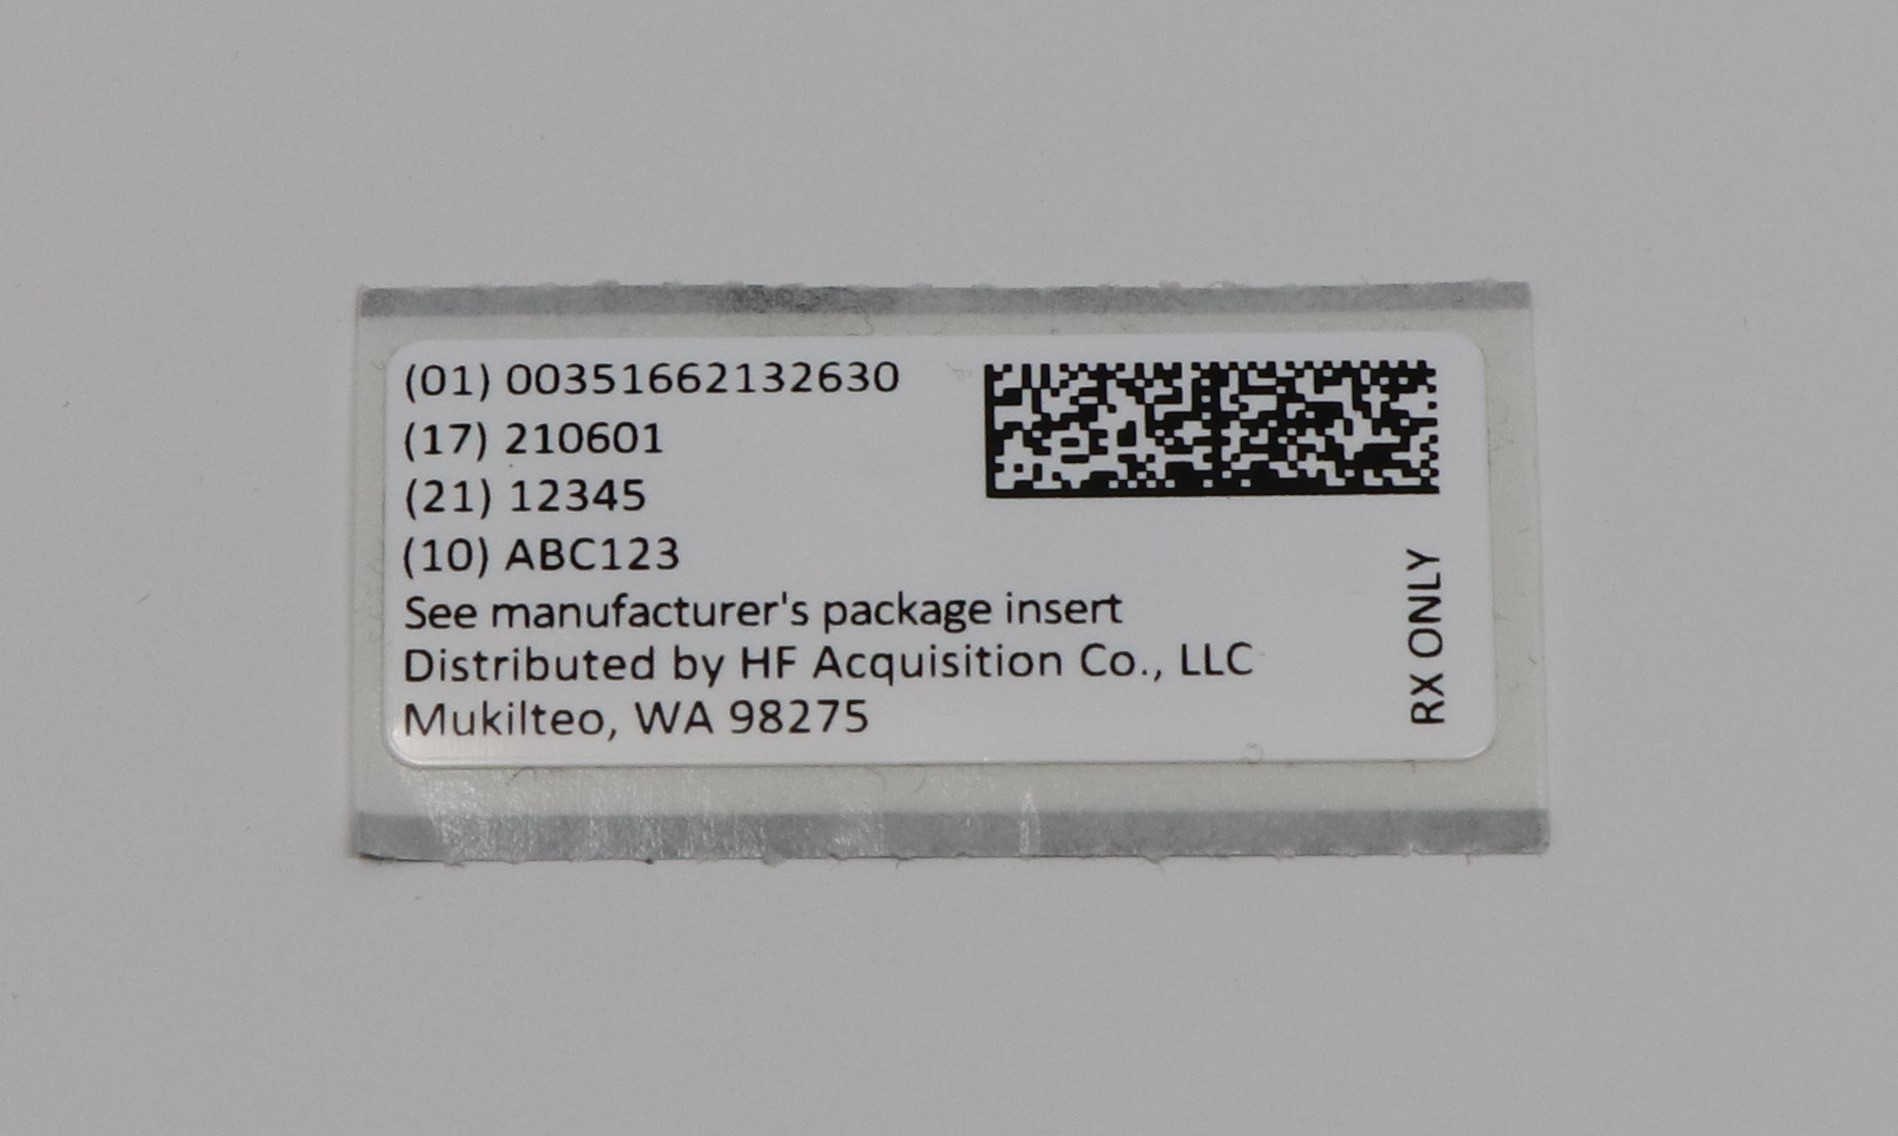 (01) 00351662132630
(17) 210601
(21) 12345
(10) ABC123
See manufacturer's package insert
Distributed by HF Acquisition Co., LLC
Mukilteo, WA 98275
RX ONLY